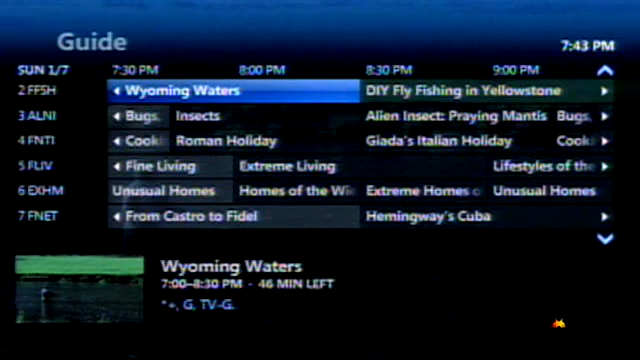 Guide
7:43 PM
SUN 1/7 7:30 PM 8:00 PM 8:30 PM 9:00 PM
2 FFSH Wyoming Waters DIY Fly Fishing in Yellowstone
3 ALNI Bugs, Insects Alien Insect: Praying Mantis Bugs,
4 FNTI Cooki Roman Holiday Giada's Italian Holiday Cooki
5 FLIV Fine Living Extreme Living Lifestyles of the
6 EXHM Unusual Homes Homes of the Wi Extreme Homes o Unusual Homes
7 FNET From Castro to Fidel Hemingway's Cuba
Wyoming Waters
7:00–8:30 PM - 46 MIN LEFT
*+, G, TV-G.